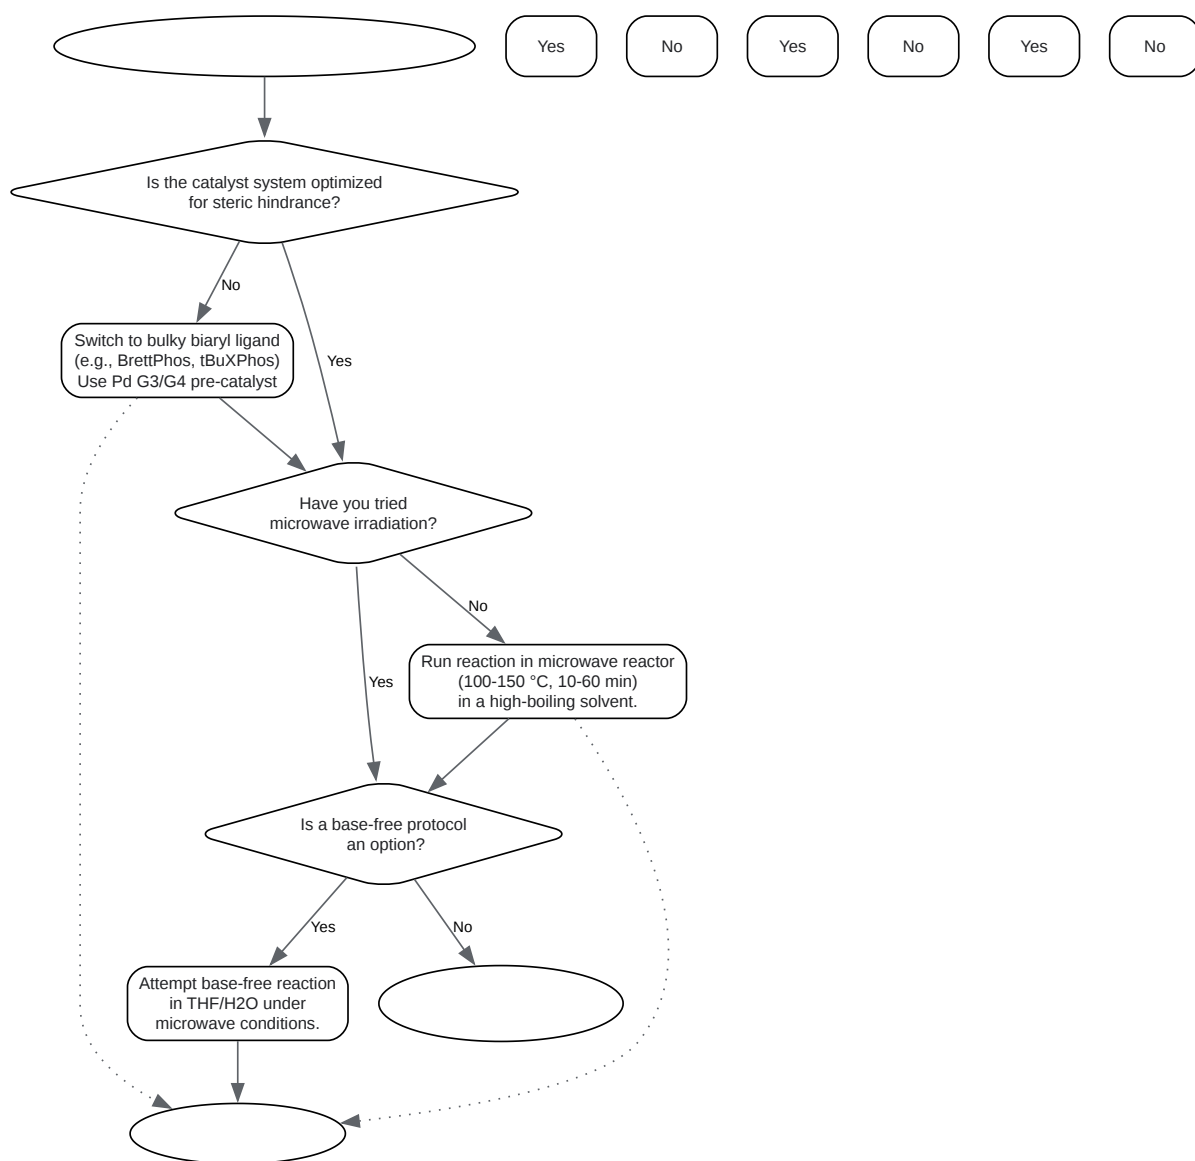 Yes
No
Yes
No
Yes
No
Is the catalyst system optimized
for steric hindrance?
No
Switch to bulky biaryl ligand
(e.g., BrettPhos, tBuXPhos)
Use Pd G3/G4 pre-catalyst
Yes
Have you tried
microwave irradiation?
No
Run reaction in microwave reactor
(100-150 °C, 10-60 min)
in a high-boiling solvent.
Yes
Is a base-free protocol
an option?
Yes
No
Attempt base-free reaction
in THF/H2O under
microwave conditions.